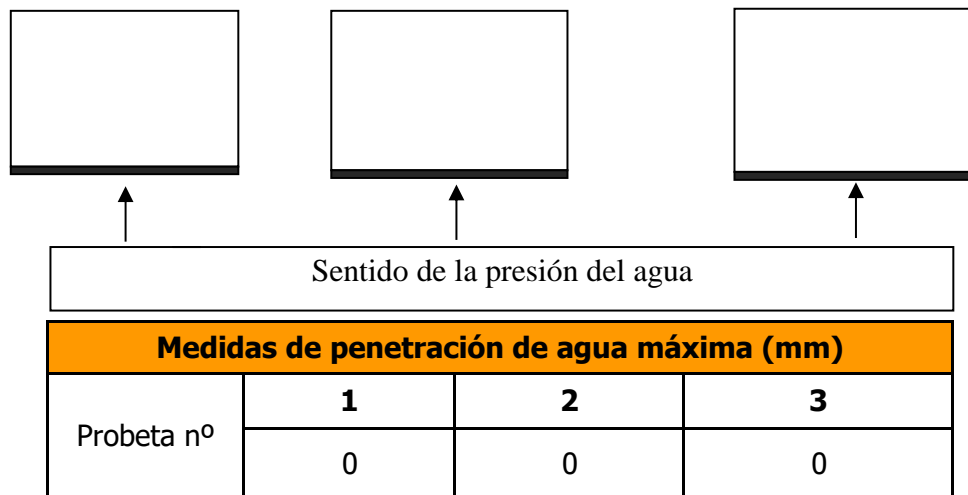 Sentido de la presión del agua
Medidas de penetración de agua máxima (mm)
Probeta nº
1 2 3
0 0 0